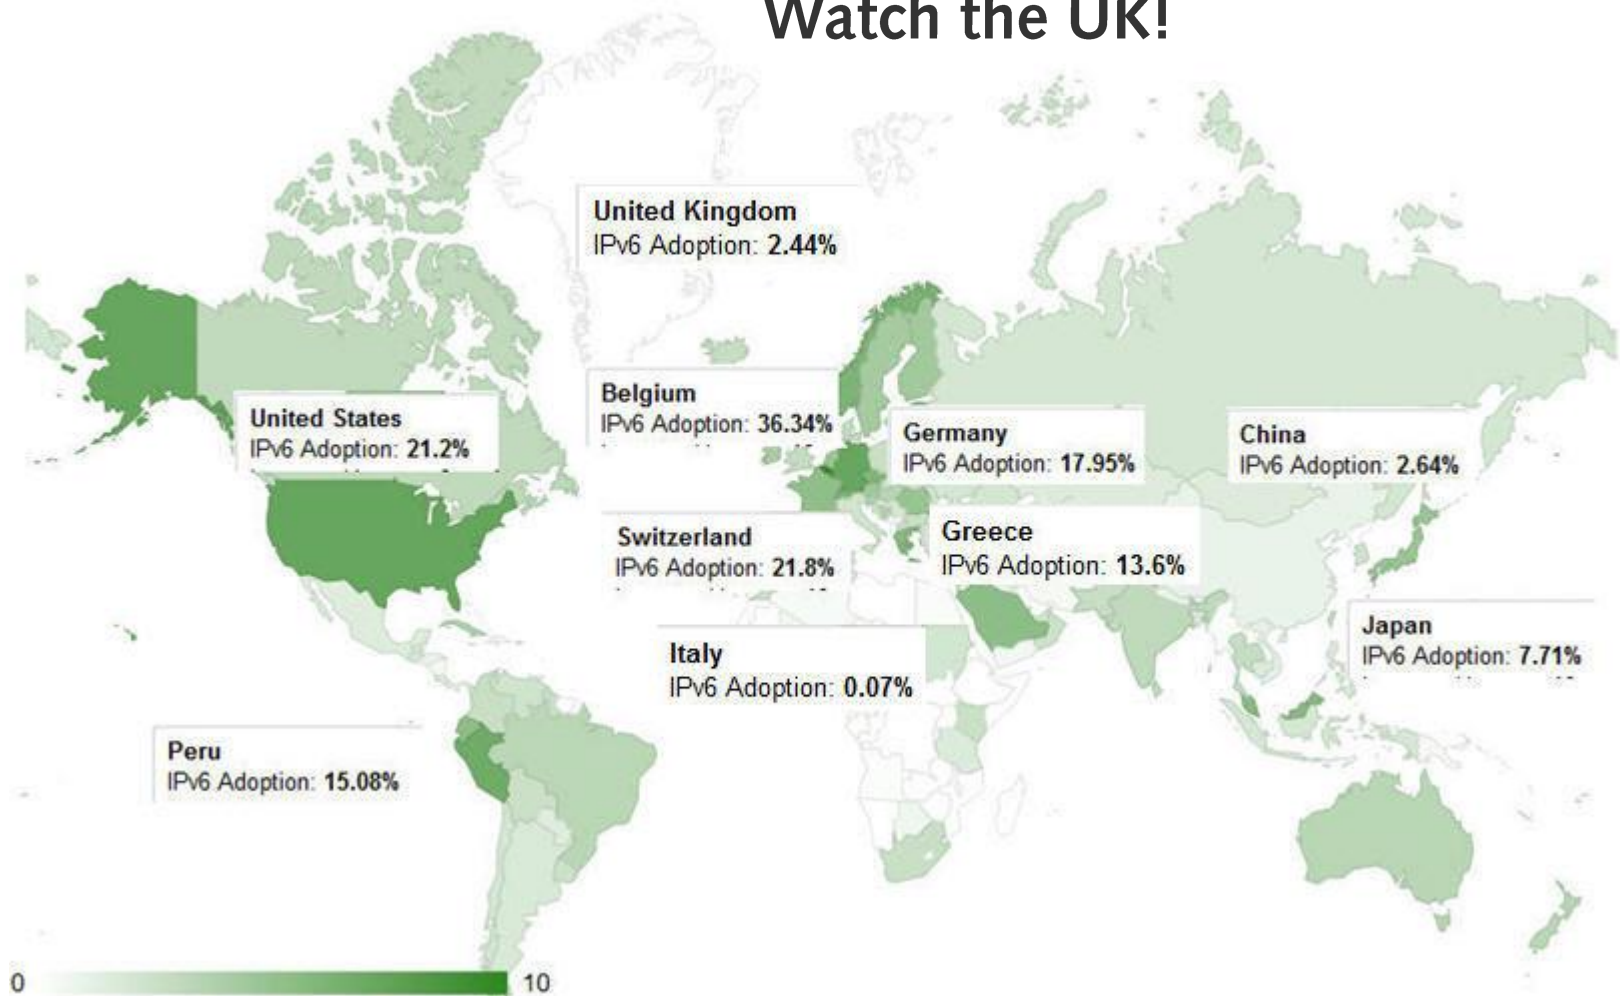 Watch the UK!
United Kingdom
IPv6 Adoption: 2.44%
Belgium
IPv6 Adoption: 36.34%
United States
IPv6 Adoption: 21.2%
Germany
IPv6 Adoption: 17.95%
China
IPv6 Adoption: 2.64%
Switzerland
IPv6 Adoption: 21.8%
Greece
IPv6 Adoption: 13.6%
Italy
IPv6 Adoption: 0.07%
Japan
IPv6 Adoption: 7.71%
Peru
IPv6 Adoption: 15.08%
0 10